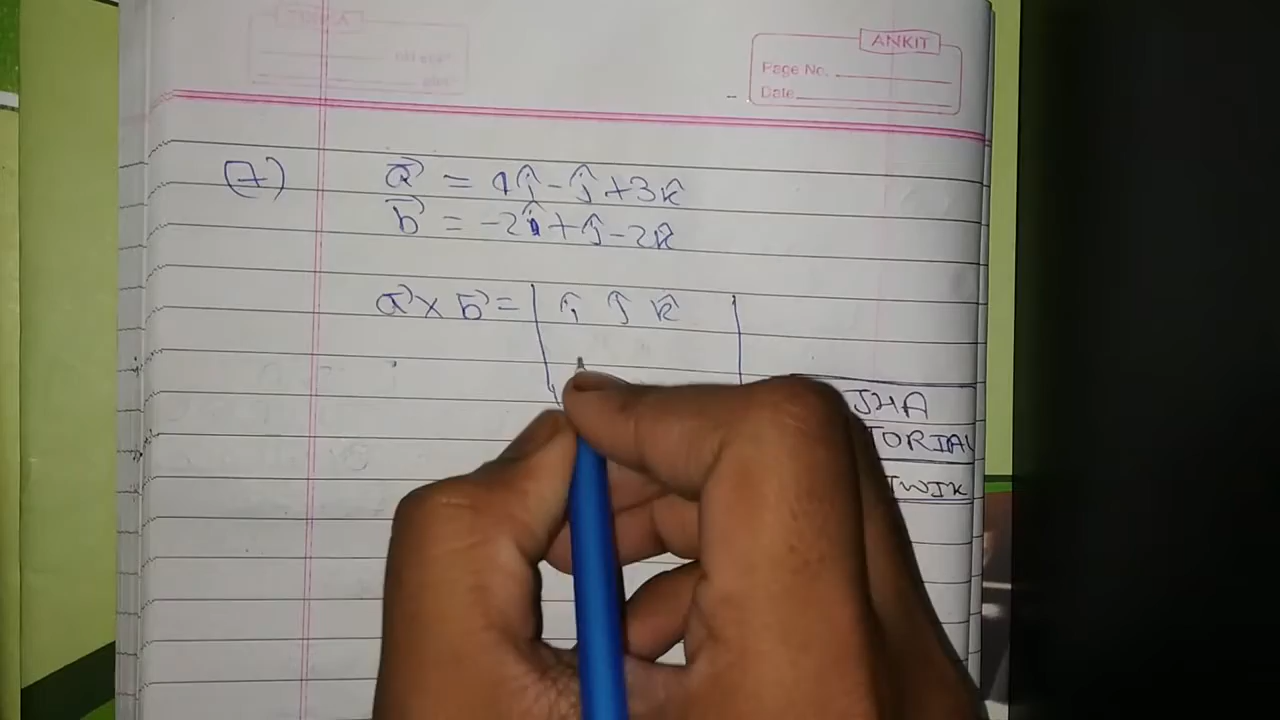 ANKIT
Page No.
Date
(7) a⃗ = 4î-ĵ+3k̂
b⃗ = -2î+ĵ-2k̂
a⃗ x b⃗ = | î ĵ k̂ |
JHA
TORIAL
TWIK